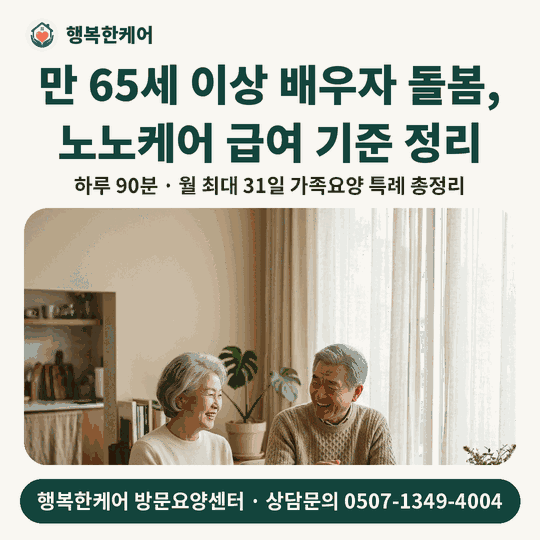 행복한케어
만 65세 이상 배우자 돌봄,
노노케어 급여 기준 정리
하루 90분 · 월 최대 31일 가족요양 특례 총정리
행복한케어 방문요양센터 · 상담문의 0507-1349-4004